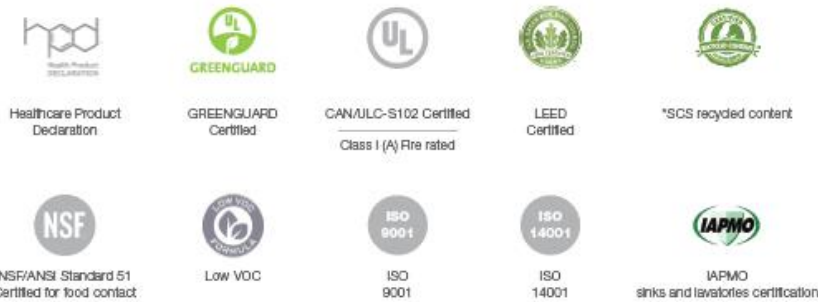 hpd
Health Product
DECLARATION
UL
GREENGUARD
UL
Healthcare Product
Declaration
GREENGUARD
Certified
CAN/ULC-S102 Certified
Class I (A) Fire rated
LEED
Certified
*SCS recycled content
NSF
LOW VOC
FORMULA
ISO
9001
ISO
14001
IAPMO
NSF/ANSI Standard 51
Certified for food contact
Low VOC
ISO
9001
ISO
14001
IAPMO
sinks and lavatories certification